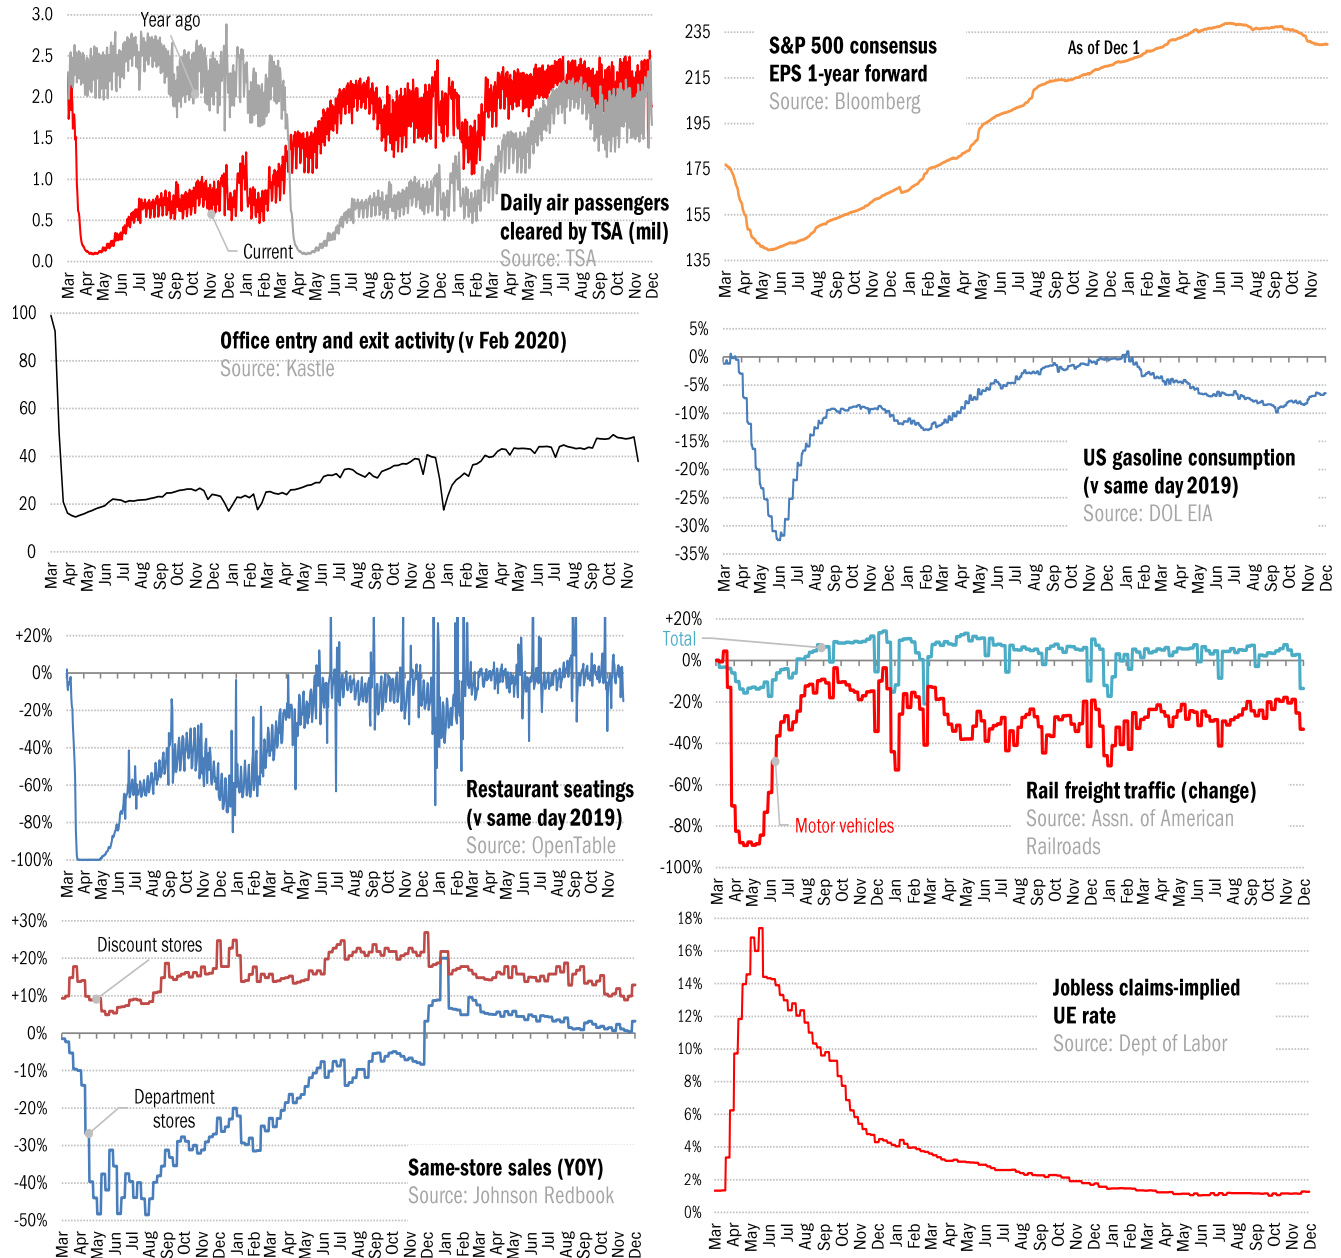 3.0
2.5
2.0
1.5
1.0
0.5
0.0
Year ago
Current
Daily air passengers
cleared by TSA (mil)
Source: TSA
Mar Apr May Jun Jul Aug Sep Oct Nov Dec Jan Feb Mar Apr May Jun Jul Aug Sep Oct Nov Dec Jan Feb Mar Apr May Jun Jul Aug Sep Oct Nov Dec
235
215
195
175
155
135
S&P 500 consensus
EPS 1-year forward
Source: Bloomberg
As of Dec 1
Mar Apr May Jun Jul Aug Sep Oct Nov Dec Jan Feb Mar Apr May Jun Jul Aug Sep Oct Nov Dec Jan Feb Mar Apr May Jun Jul Aug Sep Oct Nov
100
80
60
40
20
0
Office entry and exit activity (v Feb 2020)
Source: Kastle
Mar Apr May Jun Jul Aug Sep Oct Nov Dec Jan Feb Mar Apr May Jun Jul Aug Sep Oct Nov Dec Jan Feb Mar Apr May Jun Jul Aug Sep Oct Nov
5%
0%
-5%
-10%
-15%
-20%
-25%
-30%
-35%
US gasoline consumption
(v same day 2019)
Source: DOL EIA
Mar Apr May Jun Jul Aug Sep Oct Nov Dec Jan Feb Mar Apr May Jun Jul Aug Sep Oct Nov Dec Jan Feb Mar Apr May Jun Jul Aug Sep Oct Nov Dec
+20%
0%
-20%
-40%
-60%
-80%
-100%
Restaurant seatings
(v same day 2019)
Source: OpenTable
Mar Apr May Jun Jul Aug Sep Oct Nov Dec Jan Feb Mar Apr May Jun Jul Aug Sep Oct Nov Dec Jan Feb Mar Apr May Jun Jul Aug Sep Oct Nov
+20%
0%
-20%
-40%
-60%
-80%
-100%
Total
Motor vehicles
Rail freight traffic (change)
Source: Assn. of American
Railroads
Mar Apr May Jun Jul Aug Sep Oct Nov Dec Jan Feb Mar Apr May Jun Jul Aug Sep Oct Nov Dec Jan Feb Mar Apr May Jun Jul Aug Sep Oct Nov Dec
+30%
+20%
+10%
0%
-10%
-20%
-30%
-40%
-50%
Discount stores
Department
stores
Same-store sales (YOY)
Source: Johnson Redbook
Mar Apr May Jun Jul Aug Sep Oct Nov Dec Jan Feb Mar Apr May Jun Jul Aug Sep Oct Nov Dec Jan Feb Mar Apr May Jun Jul Aug Sep Oct Nov Dec
18%
16%
14%
12%
10%
8%
6%
4%
2%
0%
Jobless claims-implied
UE rate
Source: Dept of Labor
Mar Apr May Jun Jul Aug Sep Oct Nov Dec Jan Feb Mar Apr May Jun Jul Aug Sep Oct Nov Dec Jan Feb Mar Apr May Jun Jul Aug Sep Oct Nov Dec